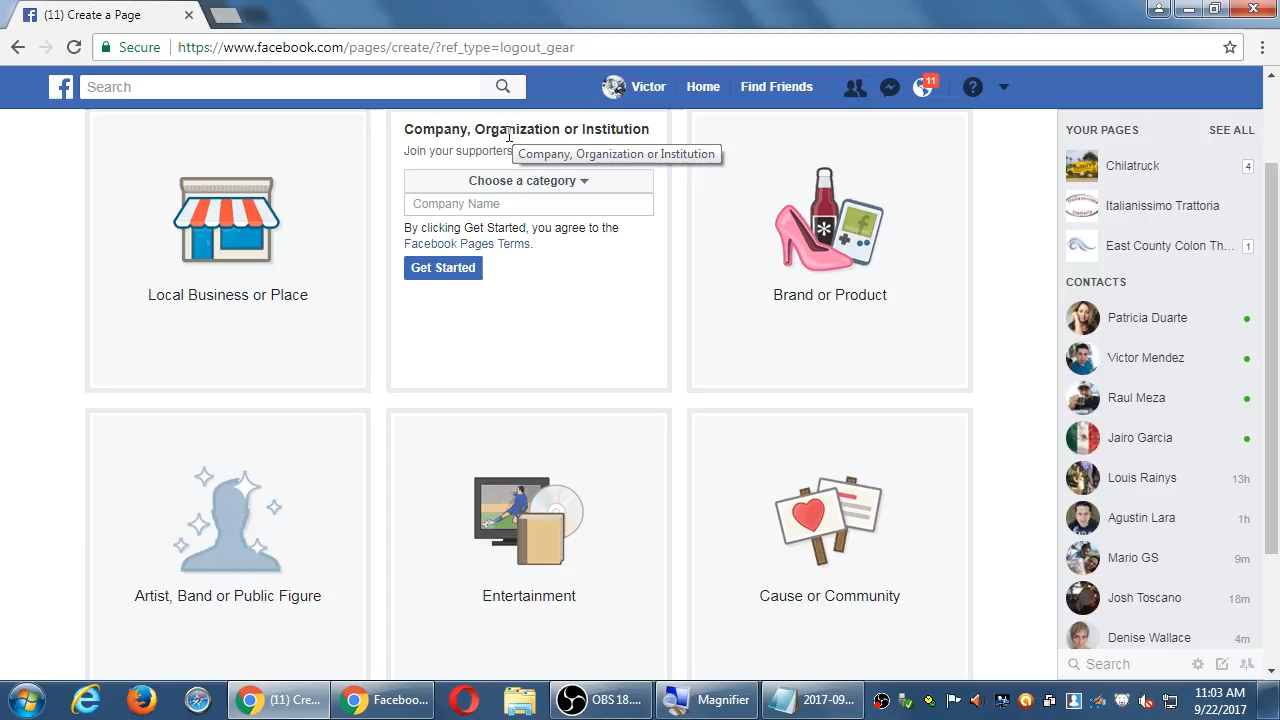 (11) Create a Page
Secure
https://www.facebook.com/pages/create/?ref_type=logout_gear
Search
Victor
Home
Find Friends
11
Company, Organization or Institution
Join your supporters
Company, Organization or Institution
Choose a category
Company Name
By clicking Get Started, you agree to the
Facebook Pages Terms.
Get Started
Local Business or Place
Brand or Product
Artist, Band or Public Figure
Entertainment
Cause or Community
YOUR PAGES
SEE ALL
Chilatruck
4
Italianissimo Trattoria
East County Colon Th...
1
CONTACTS
Patricia Duarte
Victor Mendez
Raul Meza
Jairo Garcia
Louis Rainys
13h
Agustin Lara
1h
Mario GS
9m
Josh Toscano
18m
Denise Wallace
4m
Search
(11) Cre...
Faceboo...
OBS 18....
Magnifier
2017-09...
11:03 AM
9/22/2017